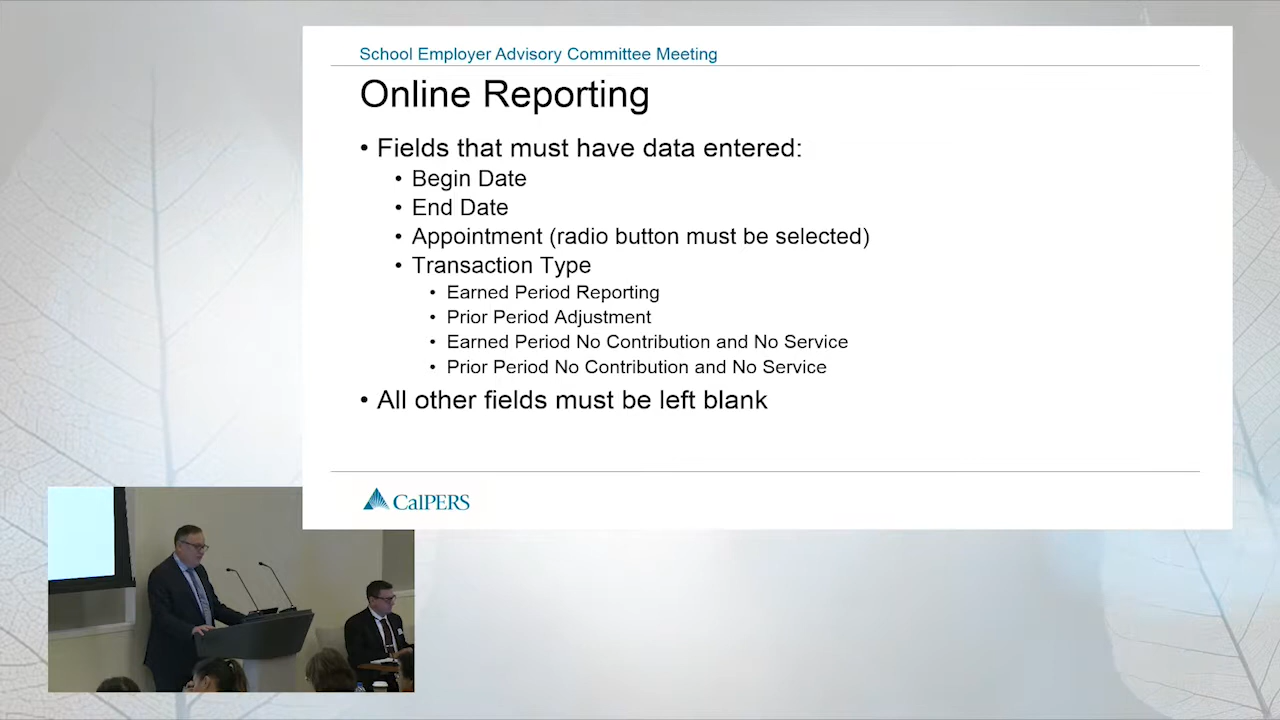 School Employer Advisory Committee Meeting
Online Reporting
• Fields that must have data entered:
• Begin Date
• End Date
• Appointment (radio button must be selected)
• Transaction Type
• Earned Period Reporting
• Prior Period Adjustment
• Earned Period No Contribution and No Service
• Prior Period No Contribution and No Service
• All other fields must be left blank
CalPERS